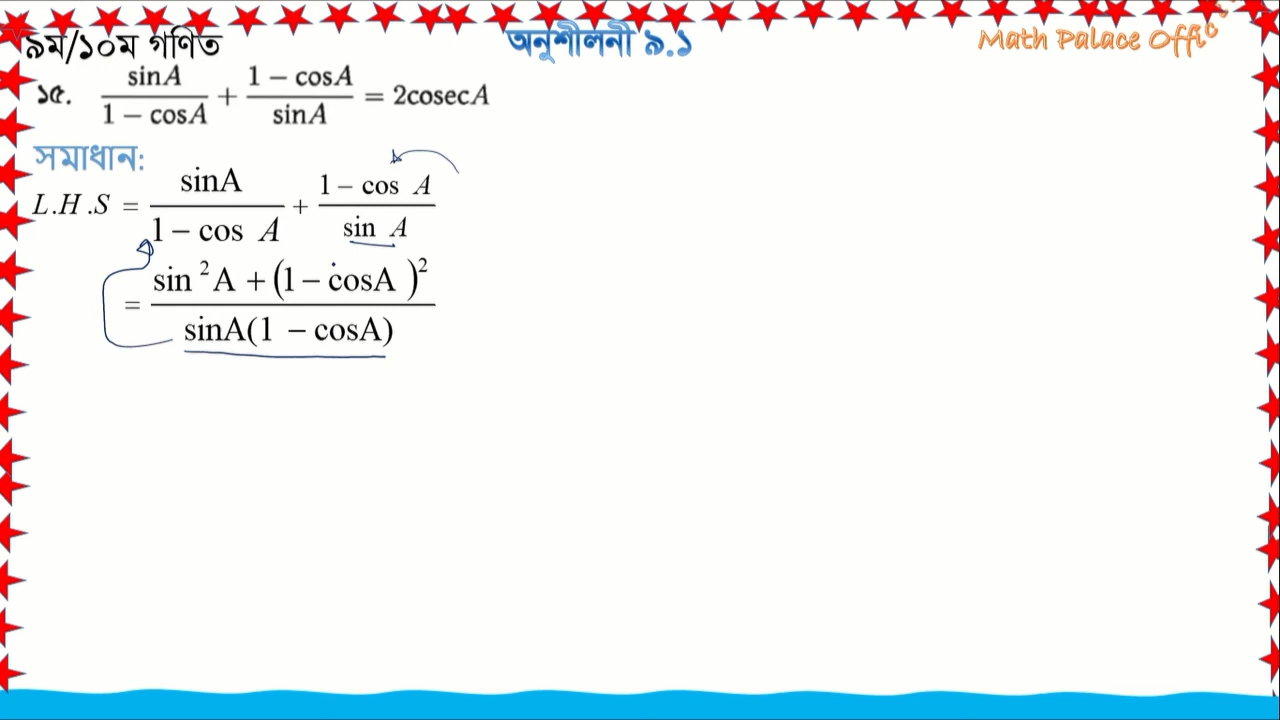 ৯ম/১০ম গণিত
অনুশীলনী ৯.১
Math Palace Offic
১৫. sinA/(1 − cosA) + (1 − cosA)/sinA = 2cosecA
সমাধান:
L.H.S = sinA/(1 − cos A) + (1 − cos A)/(sin A)
= (sin²A + (1 − cosA)²)/(sinA(1 − cosA))